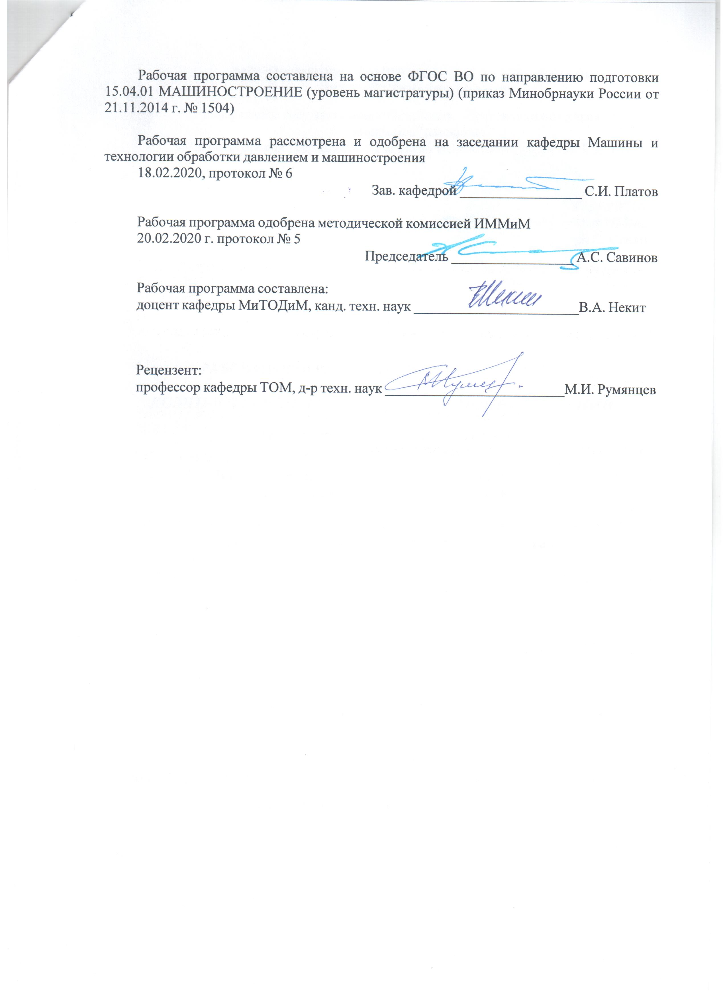 Рабочая программа составлена на основе ФГОС ВО по направлению подготовки
15.04.01 МАШИНОСТРОЕНИЕ (уровень магистратуры) (приказ Минобрнауки России от
21.11.2014 г. № 1504)
Рабочая программа рассмотрена и одобрена на заседании кафедры Машины и
технологии обработки давлением и машиностроения
18.02.2020, протокол № 6
Зав. кафедрой ____________________ С.И. Платов
Рабочая программа одобрена методической комиссией ИММиМ
20.02.2020 г. протокол № 5
Председатель ____________________ А.С. Савинов
Рабочая программа составлена:
доцент кафедры МиТОДиМ, канд. техн. наук ____________________В.А. Некит
Рецензент:
профессор кафедры ТОМ, д-р техн. наук ____________________М.И. Румянцев